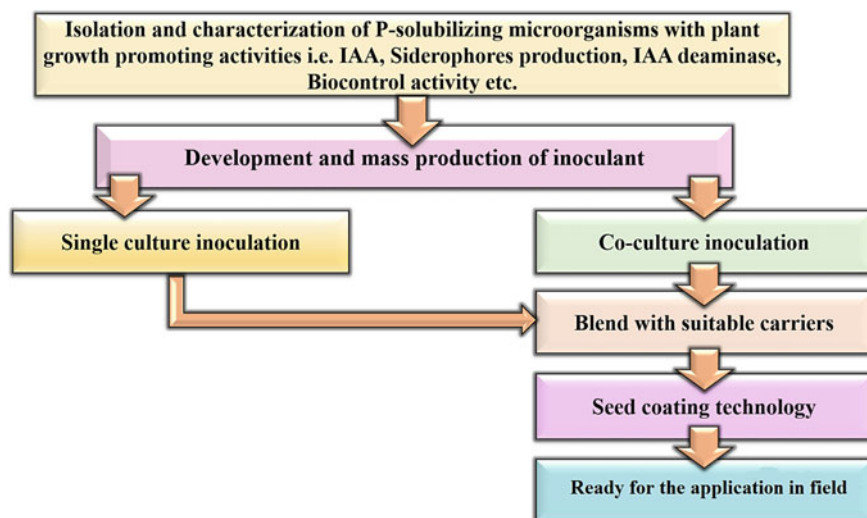 Isolation and characterization of P-solubilizing microorganisms with plant
growth promoting activities i.e. IAA, Siderophores production, IAA deaminase,
Biocontrol activity etc.
Development and mass production of inoculant
Single culture inoculation
Co-culture inoculation
Blend with suitable carriers
Seed coating technology
Ready for the application in field